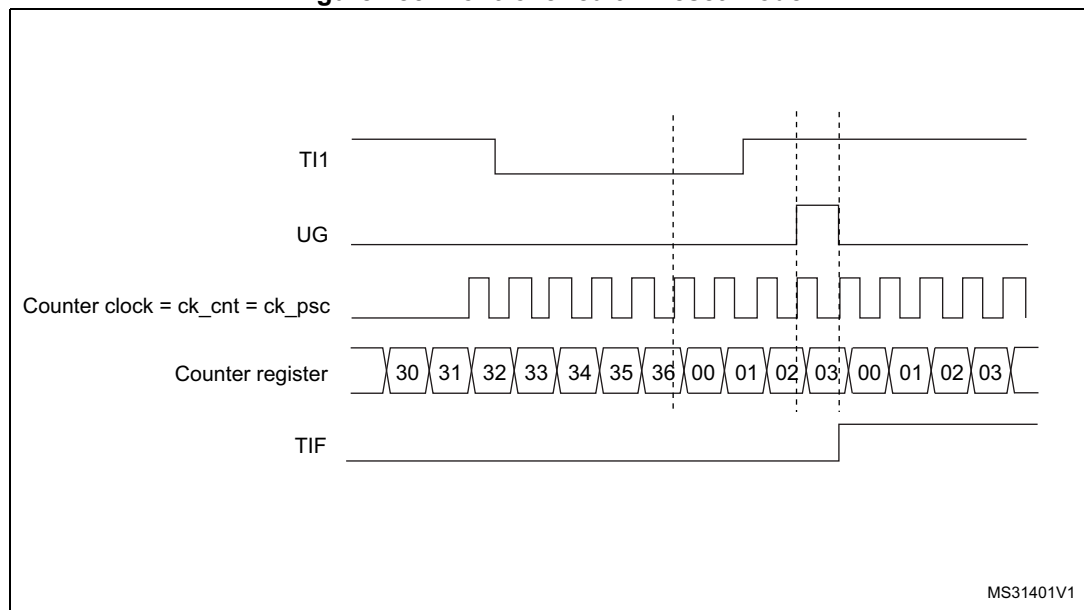 TI1
UG
Counter clock = ck_cnt = ck_psc
Counter register 30 31 32 33 34 35 36 00 01 02 03 00 01 02 03
TIF
MS31401V1